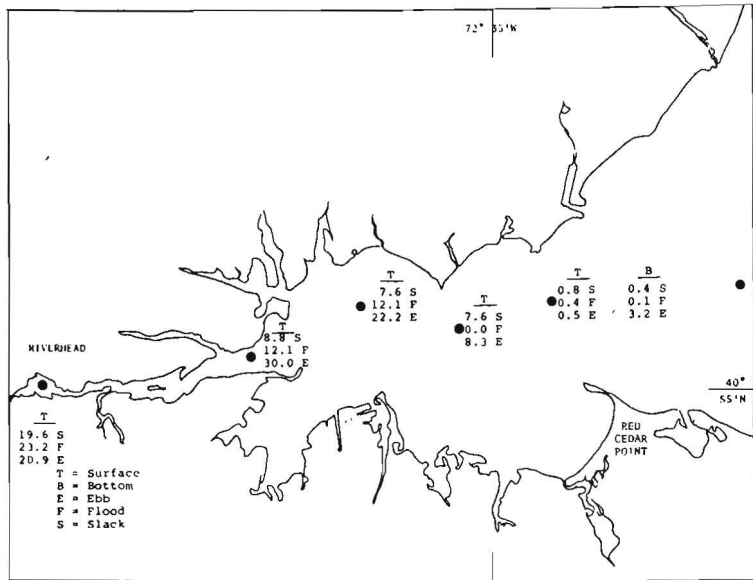 72° 35'W
T
7.6 S
12.1 F
22.2 E
T
0.8 S
0.4 F
0.5 E
B
0.4 S
0.1 F
3.2 E
T
7.6 S
0.0 F
8.3 E
T
8.8 S
12.1 F
30.0 E
RIVERHEAD
40°
55'N
RED
CEDAR
POINT
T
19.6 S
23.2 F
20.9 E
T = Surface
B = Bottom
E = Ebb
F = Flood
S = Slack